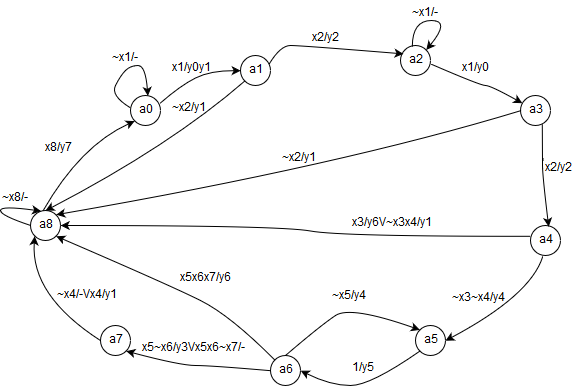 ~x1/-
x2/y2
~x1/-
x1/y0y1
a1
a2
x1/y0
a0
~x2/y1
a3
x8/y7
~x2/y1
x2/y2
~x8/-
a8
x3/y6V~x3x4/y1
a4
x5x6x7/y6
~x4/-Vx4/y1
~x5/y4
~x3~x4/y4
a7
x5~x6/y3Vx5x6~x7/-
a5
a6
1/y5